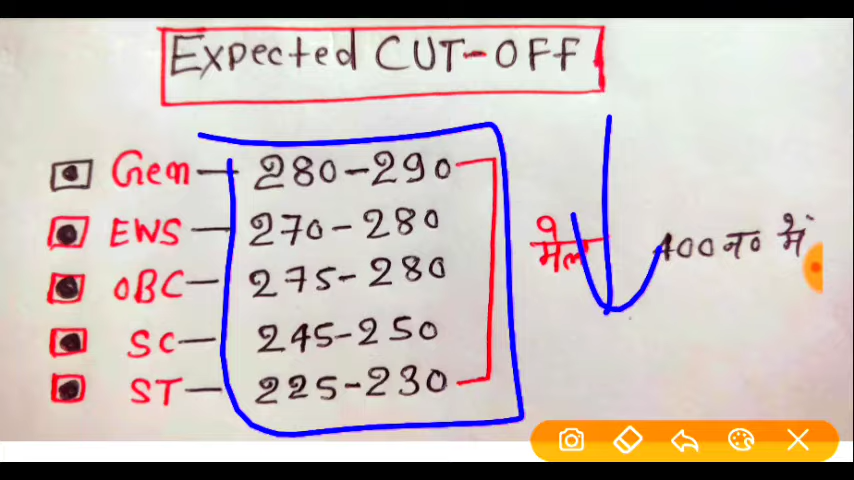 Expected CUT-OFF
Gen — 280-290
EWS — 270-280
OBC — 275-280
SC — 245-250
ST — 225-230
मेल
400 न० में